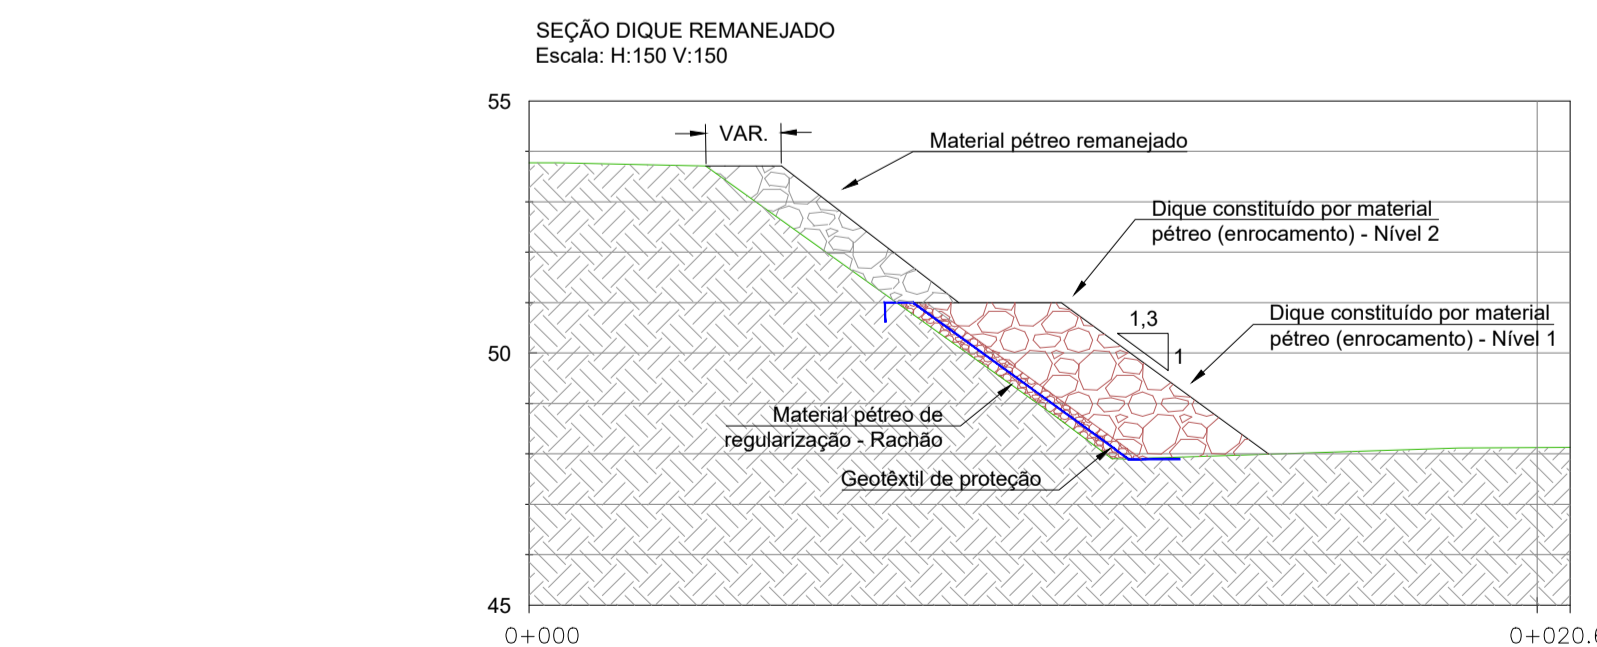 SEÇÃO DIQUE REMANEJADO
Escala: H:150 V:150
55
VAR.
Material pétreo remanejado
Dique constituído por material
pétreo (enrocamento) - Nível 2
1,3
1
Dique constituído por material
pétreo (enrocamento) - Nível 1
50
Material pétreo de
regularização - Rachão
Geotêxtil de proteção
45
0+000
0+020.